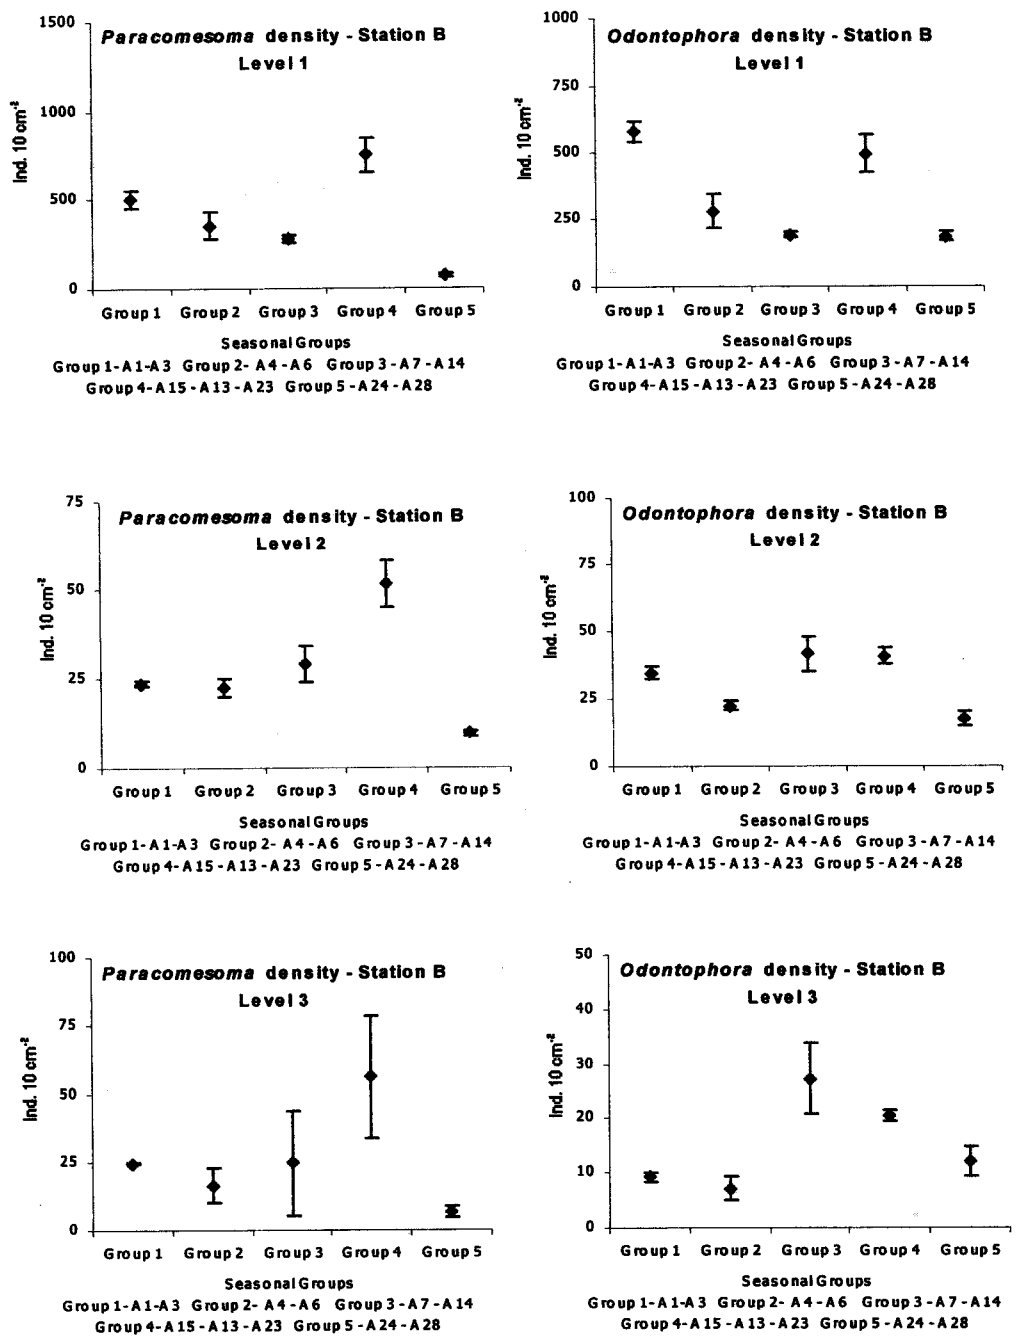 Paracomesoma density - Station B
Level 1
1500
1000
500
0
Ind. 10 cm⁻²
Group 1 Group 2 Group 3 Group 4 Group 5
Seasonal Groups
Group 1- A1-A3 Group 2- A4 - A6 Group 3 - A7 - A14
Group 4- A15 - A13 - A23 Group 5 - A24 - A28
Odontophora density - Station B
Level 1
1000
750
500
250
0
Ind. 10 cm⁻²
Group 1 Group 2 Group 3 Group 4 Group 5
Seasonal Groups
Group 1- A1-A3 Group 2- A4 - A6 Group 3 - A7 - A14
Group 4- A15 - A13 - A23 Group 5 - A24 - A28
Paracomesoma density - Station B
Level 2
75
50
25
0
Ind. 10 cm⁻²
Group 1 Group 2 Group 3 Group 4 Group 5
Seasonal Groups
Group 1- A1-A3 Group 2- A4 - A6 Group 3 - A7 - A14
Group 4- A15 - A13 - A23 Group 5 - A24 - A28
Odontophora density - Station B
Level 2
100
75
50
25
0
Ind. 10 cm⁻²
Group 1 Group 2 Group 3 Group 4 Group 5
Seasonal Groups
Group 1- A1-A3 Group 2- A4 - A6 Group 3 - A7 - A14
Group 4- A15 - A13 - A23 Group 5 - A24 - A28
Paracomesoma density - Station B
Level 3
100
75
50
25
0
Ind. 10 cm⁻²
Group 1 Group 2 Group 3 Group 4 Group 5
Seasonal Groups
Group 1- A1-A3 Group 2- A4 - A6 Group 3 - A7 - A14
Group 4- A15 - A13 - A23 Group 5 - A24 - A28
Odontophora density - Station B
Level 3
50
40
30
20
10
0
Ind. 10 cm⁻²
Group 1 Group 2 Group 3 Group 4 Group 5
Seasonal Groups
Group 1- A1-A3 Group 2- A4 - A6 Group 3 - A7 - A14
Group 4- A15 - A13 - A23 Group 5 - A24 - A28